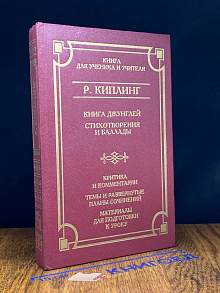 КНИГА
ДЛЯ УЧЕНИКА И УЧИТЕЛЯ
Р. КИПЛИНГ
КНИГА ДЖУНГЛЕЙ
СТИХОТВОРЕНИЯ
И БАЛЛАДЫ
КРИТИКА
И КОММЕНТАРИИ
ТЕМЫ И РАЗВЕРНУТЫЕ
ПЛАНЫ СОЧИНЕНИЙ
МАТЕРИАЛЫ
ДЛЯ ПОДГОТОВКИ
К УРОКУ